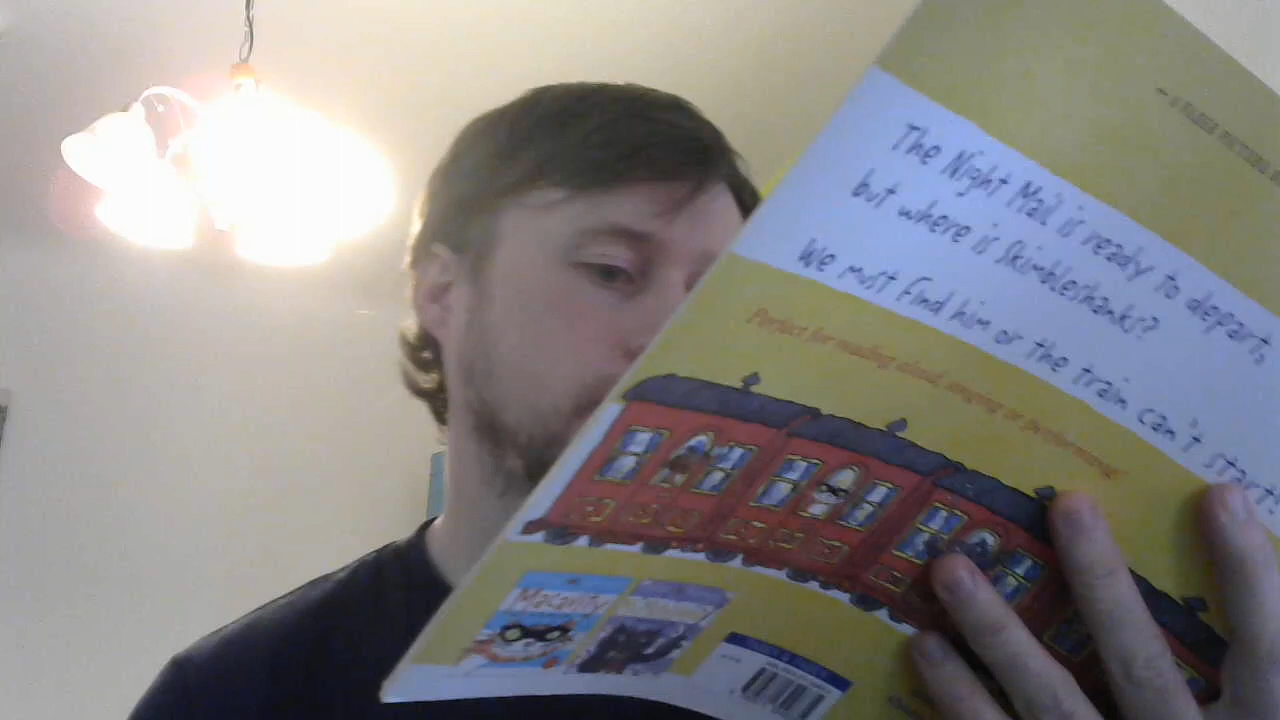 The Night Mail is ready to depart,
but where is Skimbleshanks?
We must find him or the train can't start!
Perfect for reading aloud, singing or performing!
Macavity